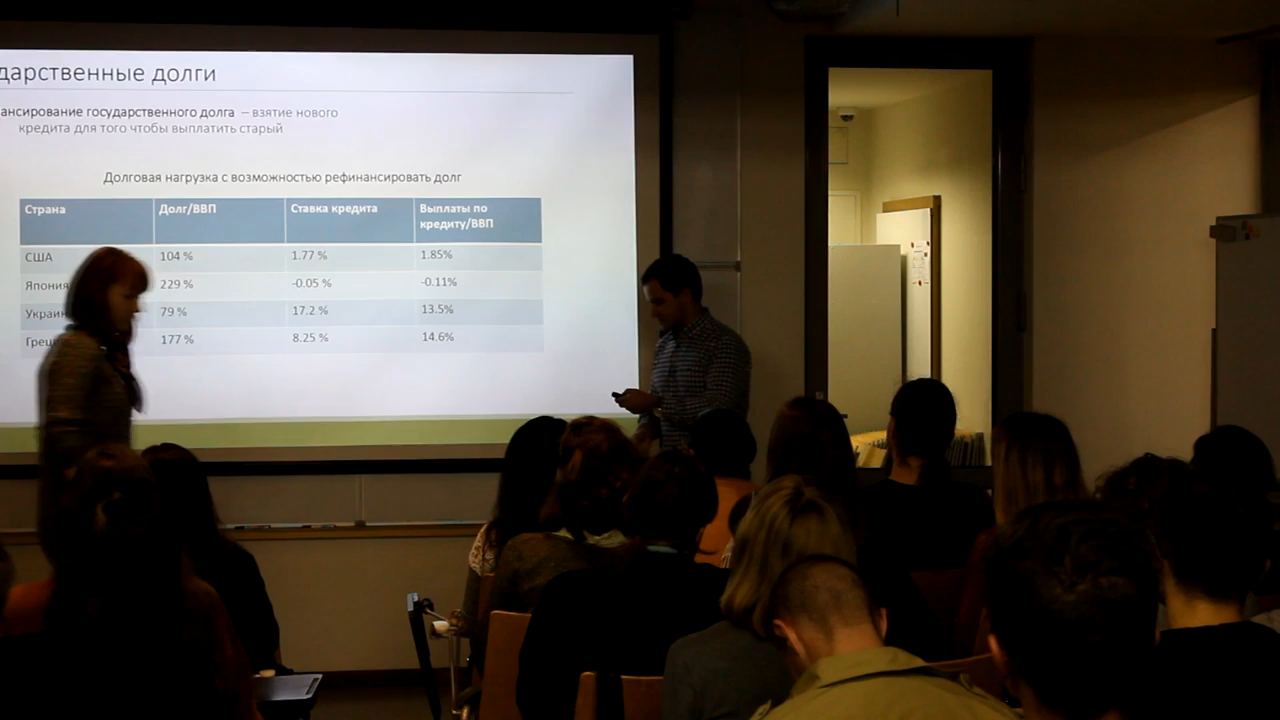 дарственные долги
ансирование государственного долга – взятие нового
кредита для того чтобы выплатить старый
Долговая нагрузка с возможностью рефинансировать долг
Страна Долг/ВВП Ставка кредита Выплаты по
кредиту/ВВП
США 104 % 1.77 % 1.85%
Япония 229 % -0.05 % -0.11%
Украин 79 % 17.2 % 13.5%
Грец 177 % 8.25 % 14.6%